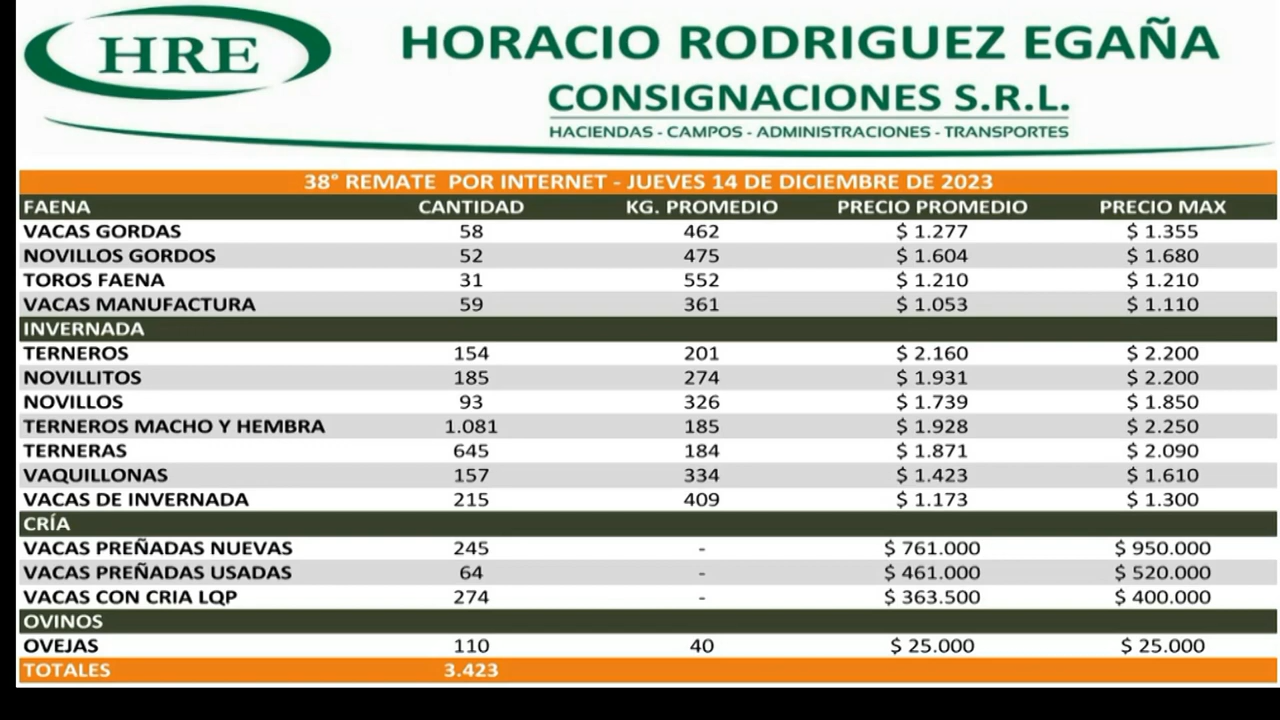 HRE
HORACIO RODRIGUEZ EGAÑA
CONSIGNACIONES S.R.L.
HACIENDAS - CAMPOS - ADMINISTRACIONES - TRANSPORTES
38° REMATE POR INTERNET - JUEVES 14 DE DICIEMBRE DE 2023
FAENA CANTIDAD KG. PROMEDIO PRECIO PROMEDIO PRECIO MAX
VACAS GORDAS 58 462 $ 1.277 $ 1.355
NOVILLOS GORDOS 52 475 $ 1.604 $ 1.680
TOROS FAENA 31 552 $ 1.210 $ 1.210
VACAS MANUFACTURA 59 361 $ 1.053 $ 1.110
INVERNADA
TERNEROS 154 201 $ 2.160 $ 2.200
NOVILLITOS 185 274 $ 1.931 $ 2.200
NOVILLOS 93 326 $ 1.739 $ 1.850
TERNEROS MACHO Y HEMBRA 1.081 185 $ 1.928 $ 2.250
TERNERAS 645 184 $ 1.871 $ 2.090
VAQUILLONAS 157 334 $ 1.423 $ 1.610
VACAS DE INVERNADA 215 409 $ 1.173 $ 1.300
CRÍA
VACAS PREÑADAS NUEVAS 245 - $ 761.000 $ 950.000
VACAS PREÑADAS USADAS 64 - $ 461.000 $ 520.000
VACAS CON CRIA LQP 274 - $ 363.500 $ 400.000
OVINOS
OVEJAS 110 40 $ 25.000 $ 25.000
TOTALES 3.423